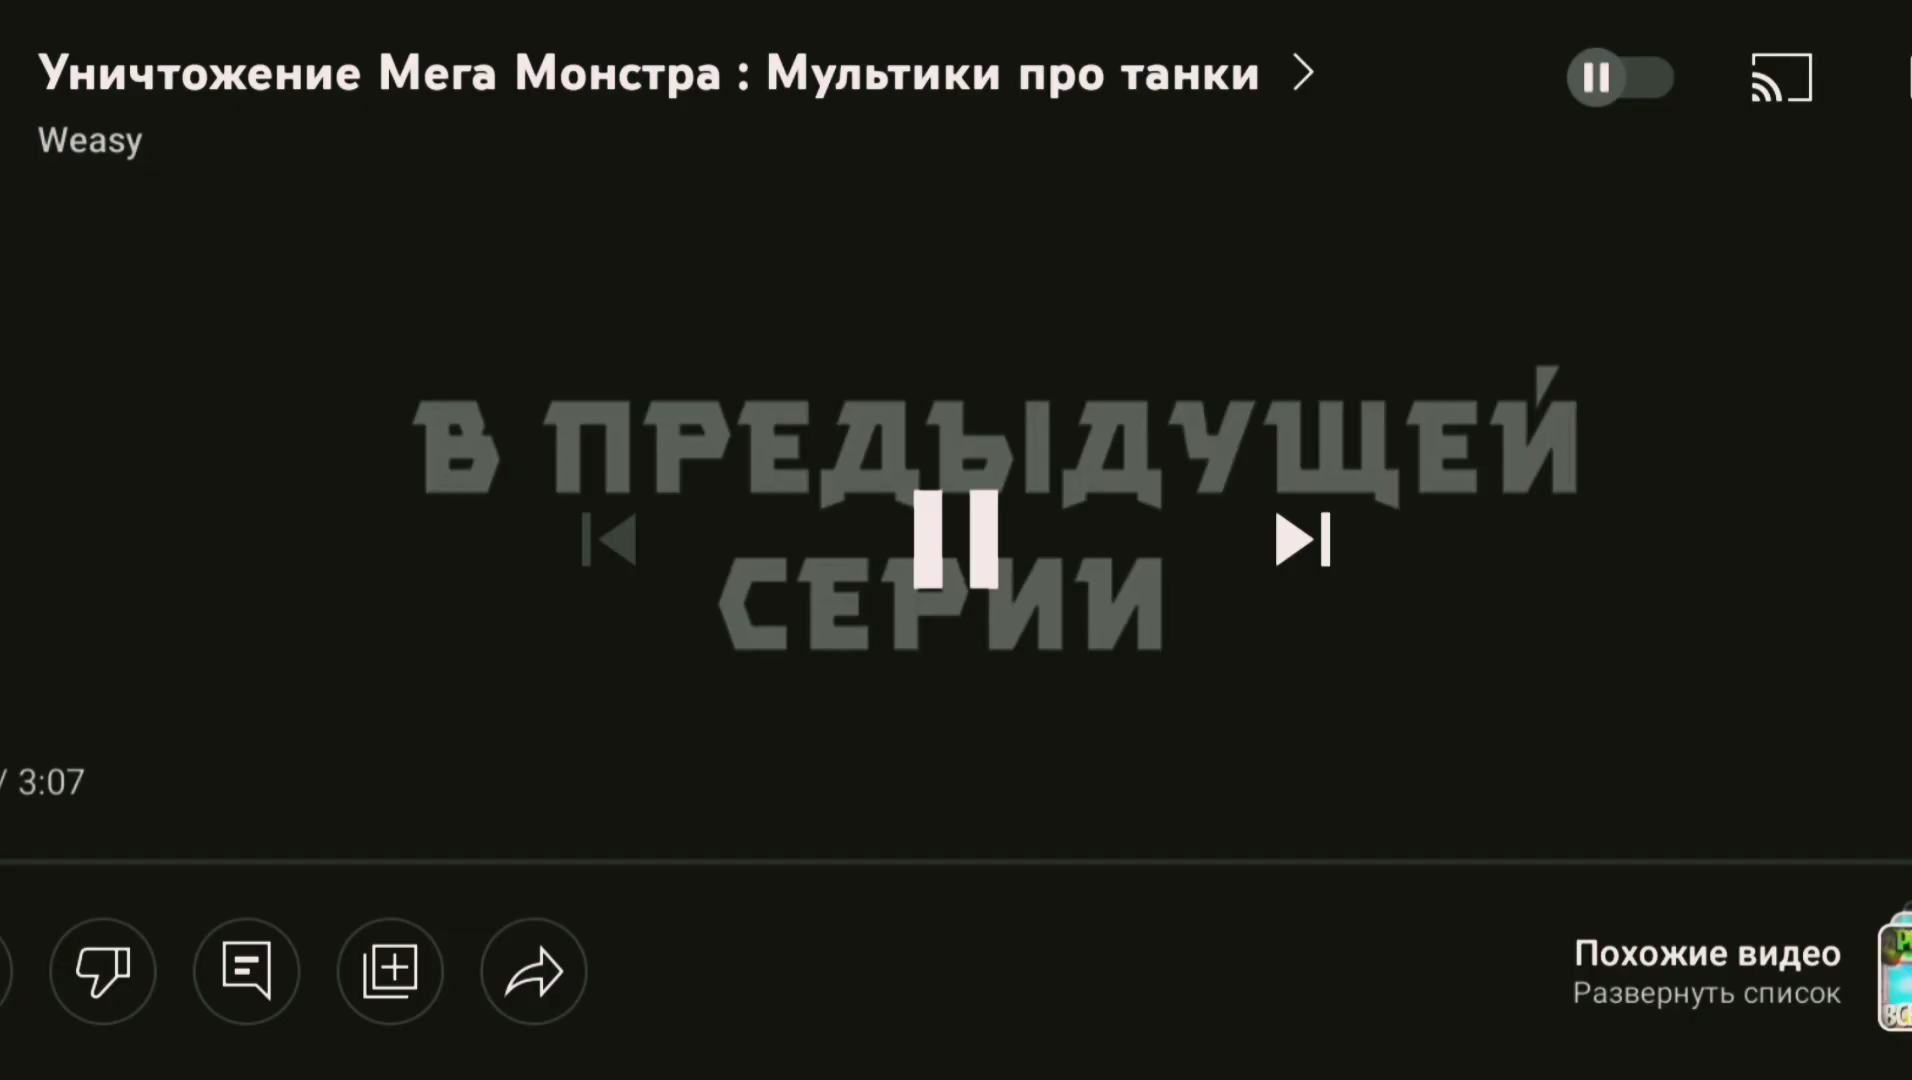 Уничтожение Мега Монстра : Мультики про танки
Weasy
В ПРЕДЫДУЩЕЙ
СЕРИИ
/ 3:07
Похожие видео
Развернуть список